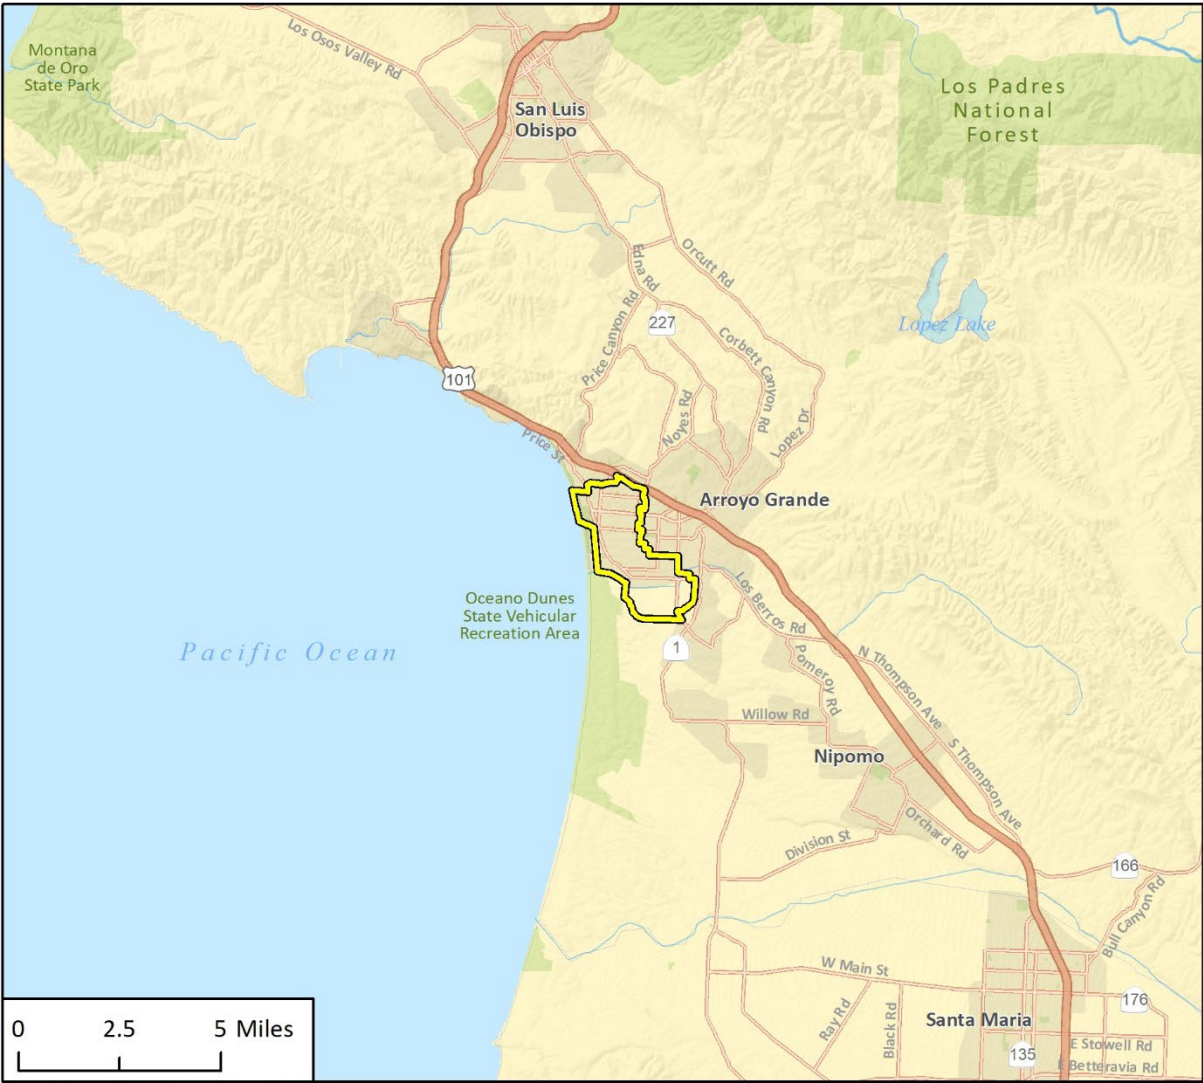 Los Osos Valley Rd
Montana
de Oro
State Park
San Luis
Obispo
Los Padres
National
Forest
Orcutt Rd
Edna Rd
Price Canyon Rd
227
Lopez Lake
Corbett Canyon Rd
101
Noyes Rd
Lopez Dr
Price St
Arroyo Grande
Oceano Dunes
State Vehicular
Recreation Area
Los Berros Rd
Pacific Ocean
1
Pomeroy Rd
N Thompson Ave
Willow Rd
Nipomo
S Thompson Ave
Orchard Rd
Division St
166
Bull Canyon Rd
W Main St
176
Ray Rd
Black Rd
Santa Maria
135
E Stowell Rd
E Betteravia Rd
0 2.5 5 Miles